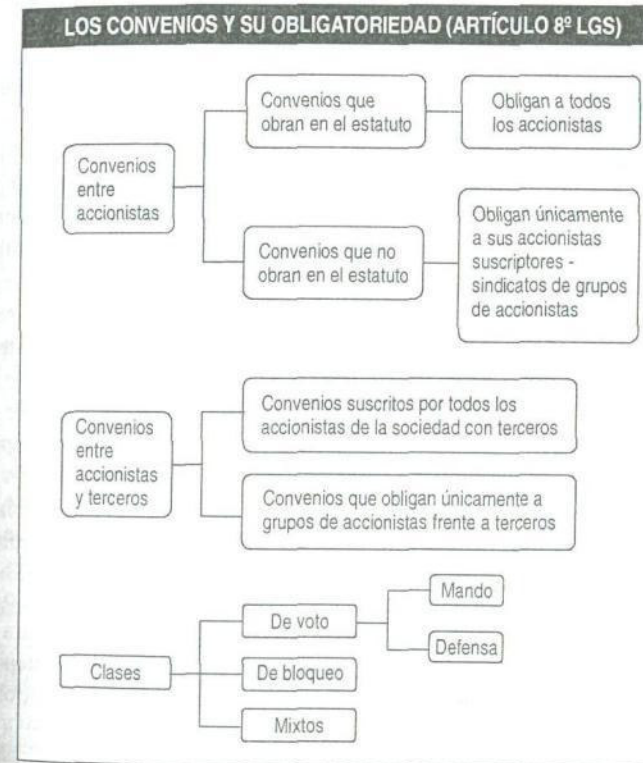 LOS CONVENIOS Y SU OBLIGATORIEDAD (ARTÍCULO 8º LGS)
Convenios
entre
accionistas
Convenios que
obran en el estatuto
Obligan a todos
los accionistas
Convenios que no
obran en el estatuto
Obligan únicamente
a sus accionistas
suscriptores -
sindicatos de grupos
de accionistas
Convenios
entre
accionistas
y terceros
Convenios suscritos por todos los
accionistas de la sociedad con terceros
Convenios que obligan únicamente a
grupos de accionistas frente a terceros
Clases
De voto
Mando
Defensa
De bloqueo
Mixtos